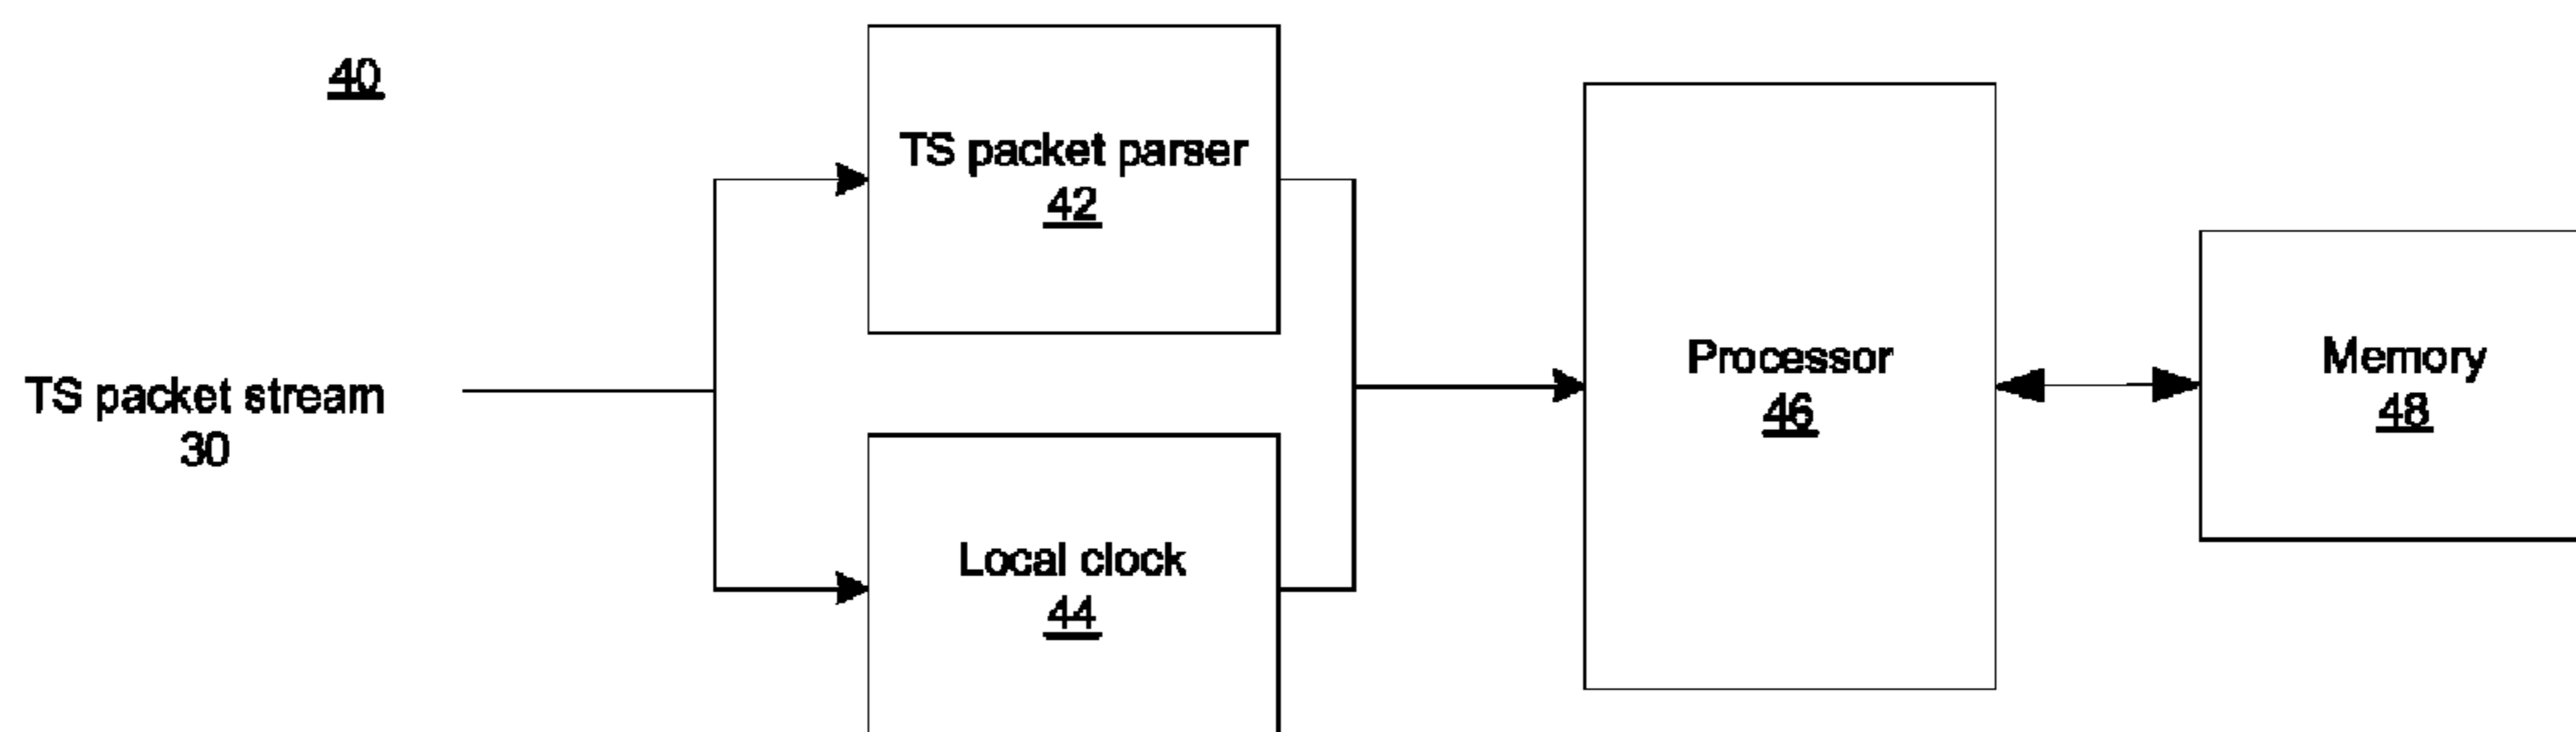 40
TS packet parser
42
TS packet stream
30
Local clock
44
Processor
46
Memory
48